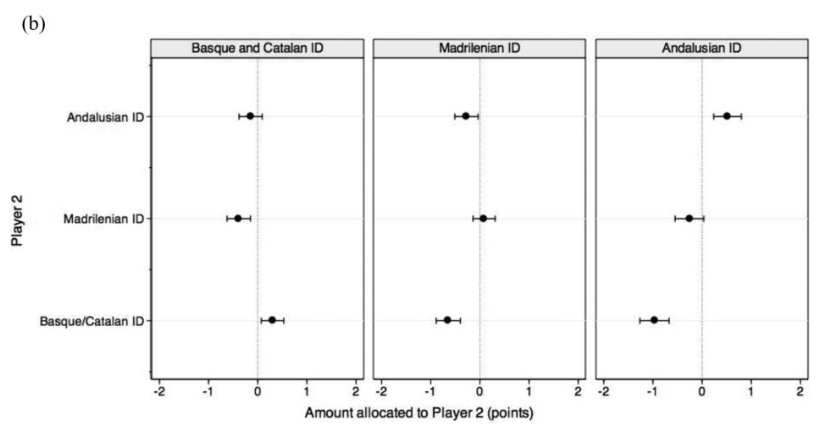 (b)
Basque and Catalan ID
Madrilenian ID
Andalusian ID
Player 2
Andalusian ID
Madrilenian ID
Basque/Catalan ID
-2 -1 0 1 2
-2 -1 0 1 2
-2 -1 0 1 2
Amount allocated to Player 2 (points)